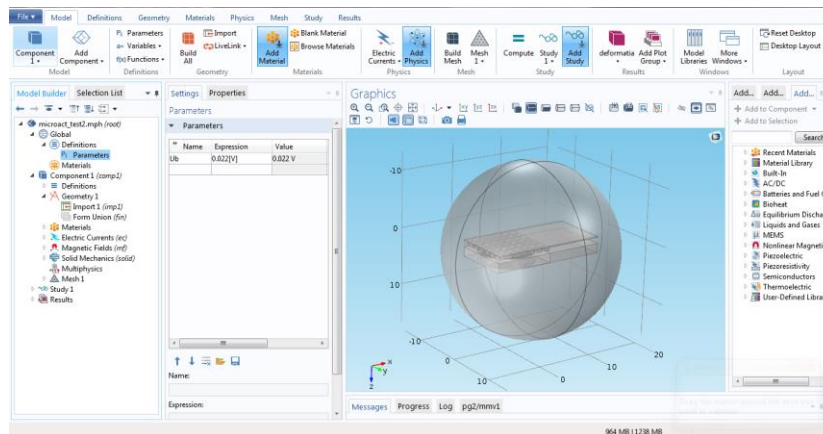 File Model Definitions Geometry Materials Physics Mesh Study Results
Component 1
Add Component
Model
Pi Parameters
a= Variables
f(x) Functions
Definitions
Build All
Import
LiveLink
Geometry
Add Material
Blank Material
Browse Materials
Materials
Electric Currents
Add Physics
Physics
Build Mesh
Mesh 1
Mesh
Compute
Study 1
Add Study
Study
deformatia
Add Plot Group
Results
Model Libraries
More Windows
Windows
Reset Desktop
Desktop Layout
Layout
Model Builder Selection List
microact_test2.mph (root)
Global
Definitions
Pi Parameters
Materials
Component 1 (comp1)
Definitions
Geometry 1
Import 1 (imp1)
Form Union (fin)
Materials
Electric Currents (ec)
Magnetic Fields (mf)
Solid Mechanics (solid)
Multiphysics
Mesh 1
Study 1
Results
Settings Properties
Parameters
Parameters
Name Expression Value
Ub 0.022[V] 0.022 V
Name:
Expression:
Graphics
-10
0
10
-10
0
10
0
10
20
x
y
z
Messages Progress Log pg2/mmv1
Add... Add... Add...
Add to Component
Add to Selection
Search
Recent Materials
Material Library
Built-In
AC/DC
Batteries and Fuel C
Bioheat
Equilibrium Discha
Liquids and Gases
MEMS
Nonlinear Magneti
Piezoelectric
Piezoresistivity
Semiconductors
Thermoelectric
User-Defined Libra
964 MB | 1238 MB